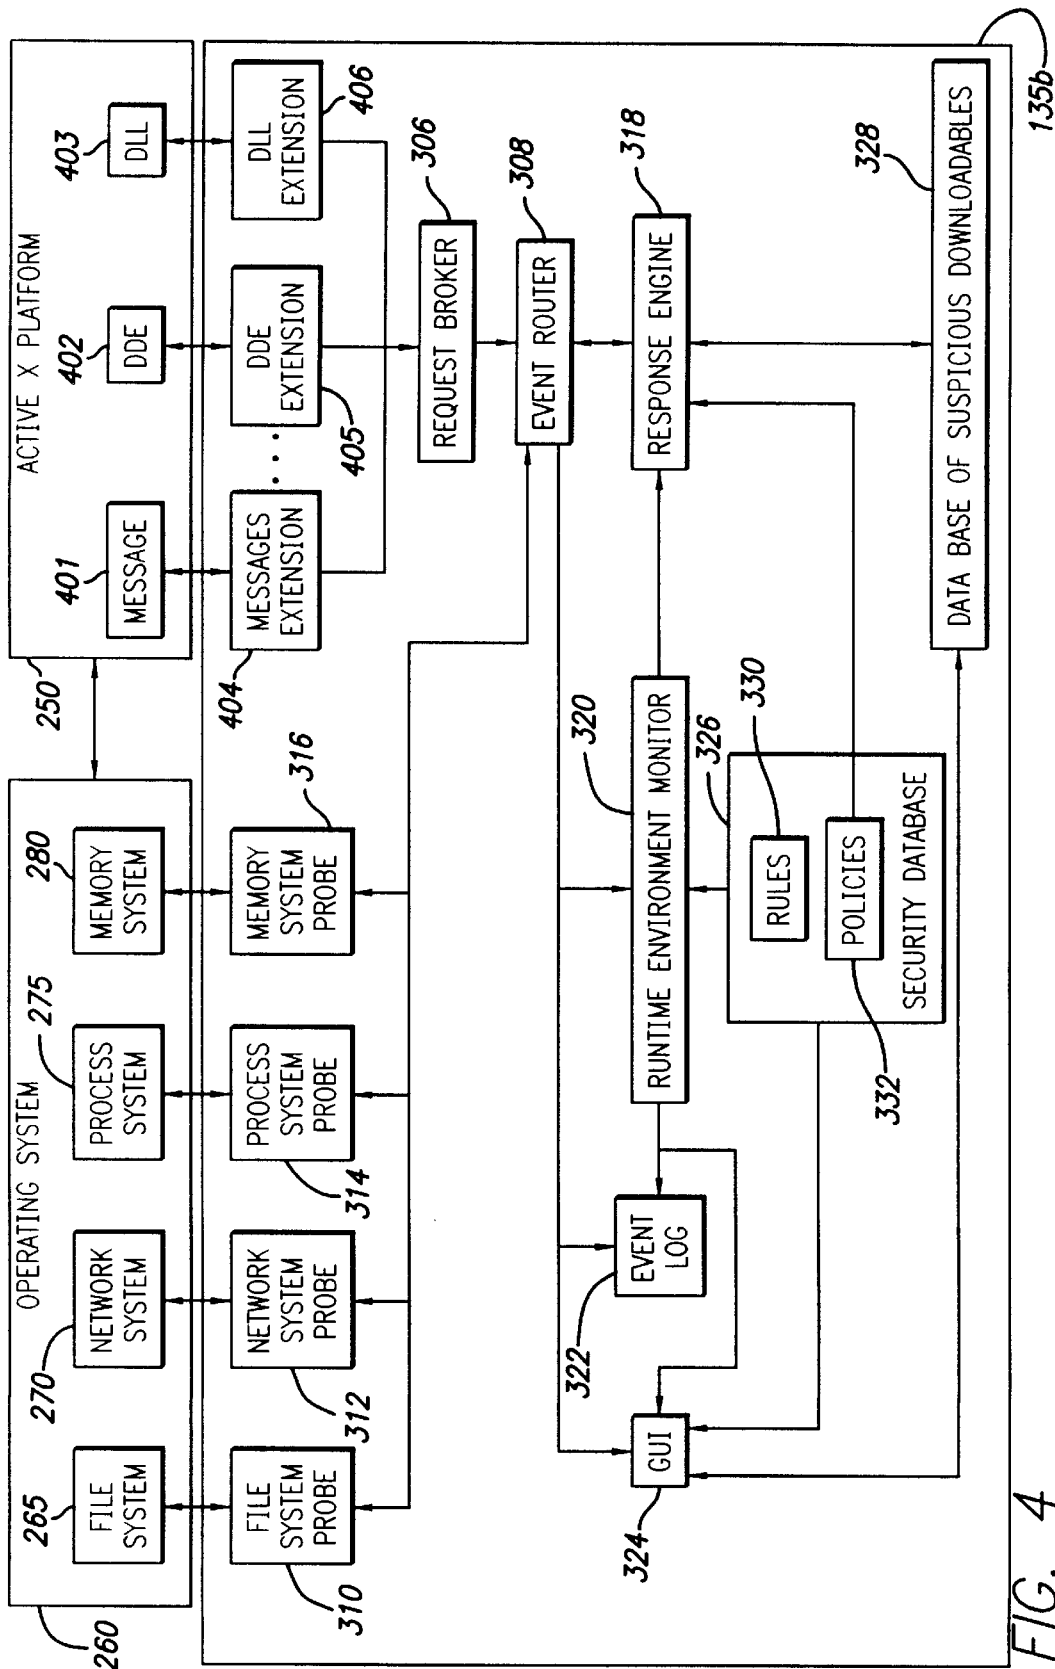 OPERATING SYSTEM
260
265
FILE
SYSTEM
270
NETWORK
SYSTEM
275
PROCESS
SYSTEM
280
MEMORY
SYSTEM
250
ACTIVE X PLATFORM
401
MESSAGE
402
DDE
403
DLL
FILE
SYSTEM
PROBE
310
NETWORK
SYSTEM
PROBE
312
PROCESS
SYSTEM
PROBE
314
MEMORY
SYSTEM
PROBE
316
MESSAGES
EXTENSION
404
....
DDE
EXTENSION
405
DLL
EXTENSION
406
REQUEST BROKER
306
EVENT ROUTER
308
GUI
324
EVENT
LOG
322
RUNTIME ENVIRONMENT MONITOR
320
RESPONSE ENGINE
318
326
RULES
330
POLICIES
332
SECURITY DATABASE
DATA BASE OF SUSPICIOUS DOWNLOADABLES
328
135b
FIG. 4